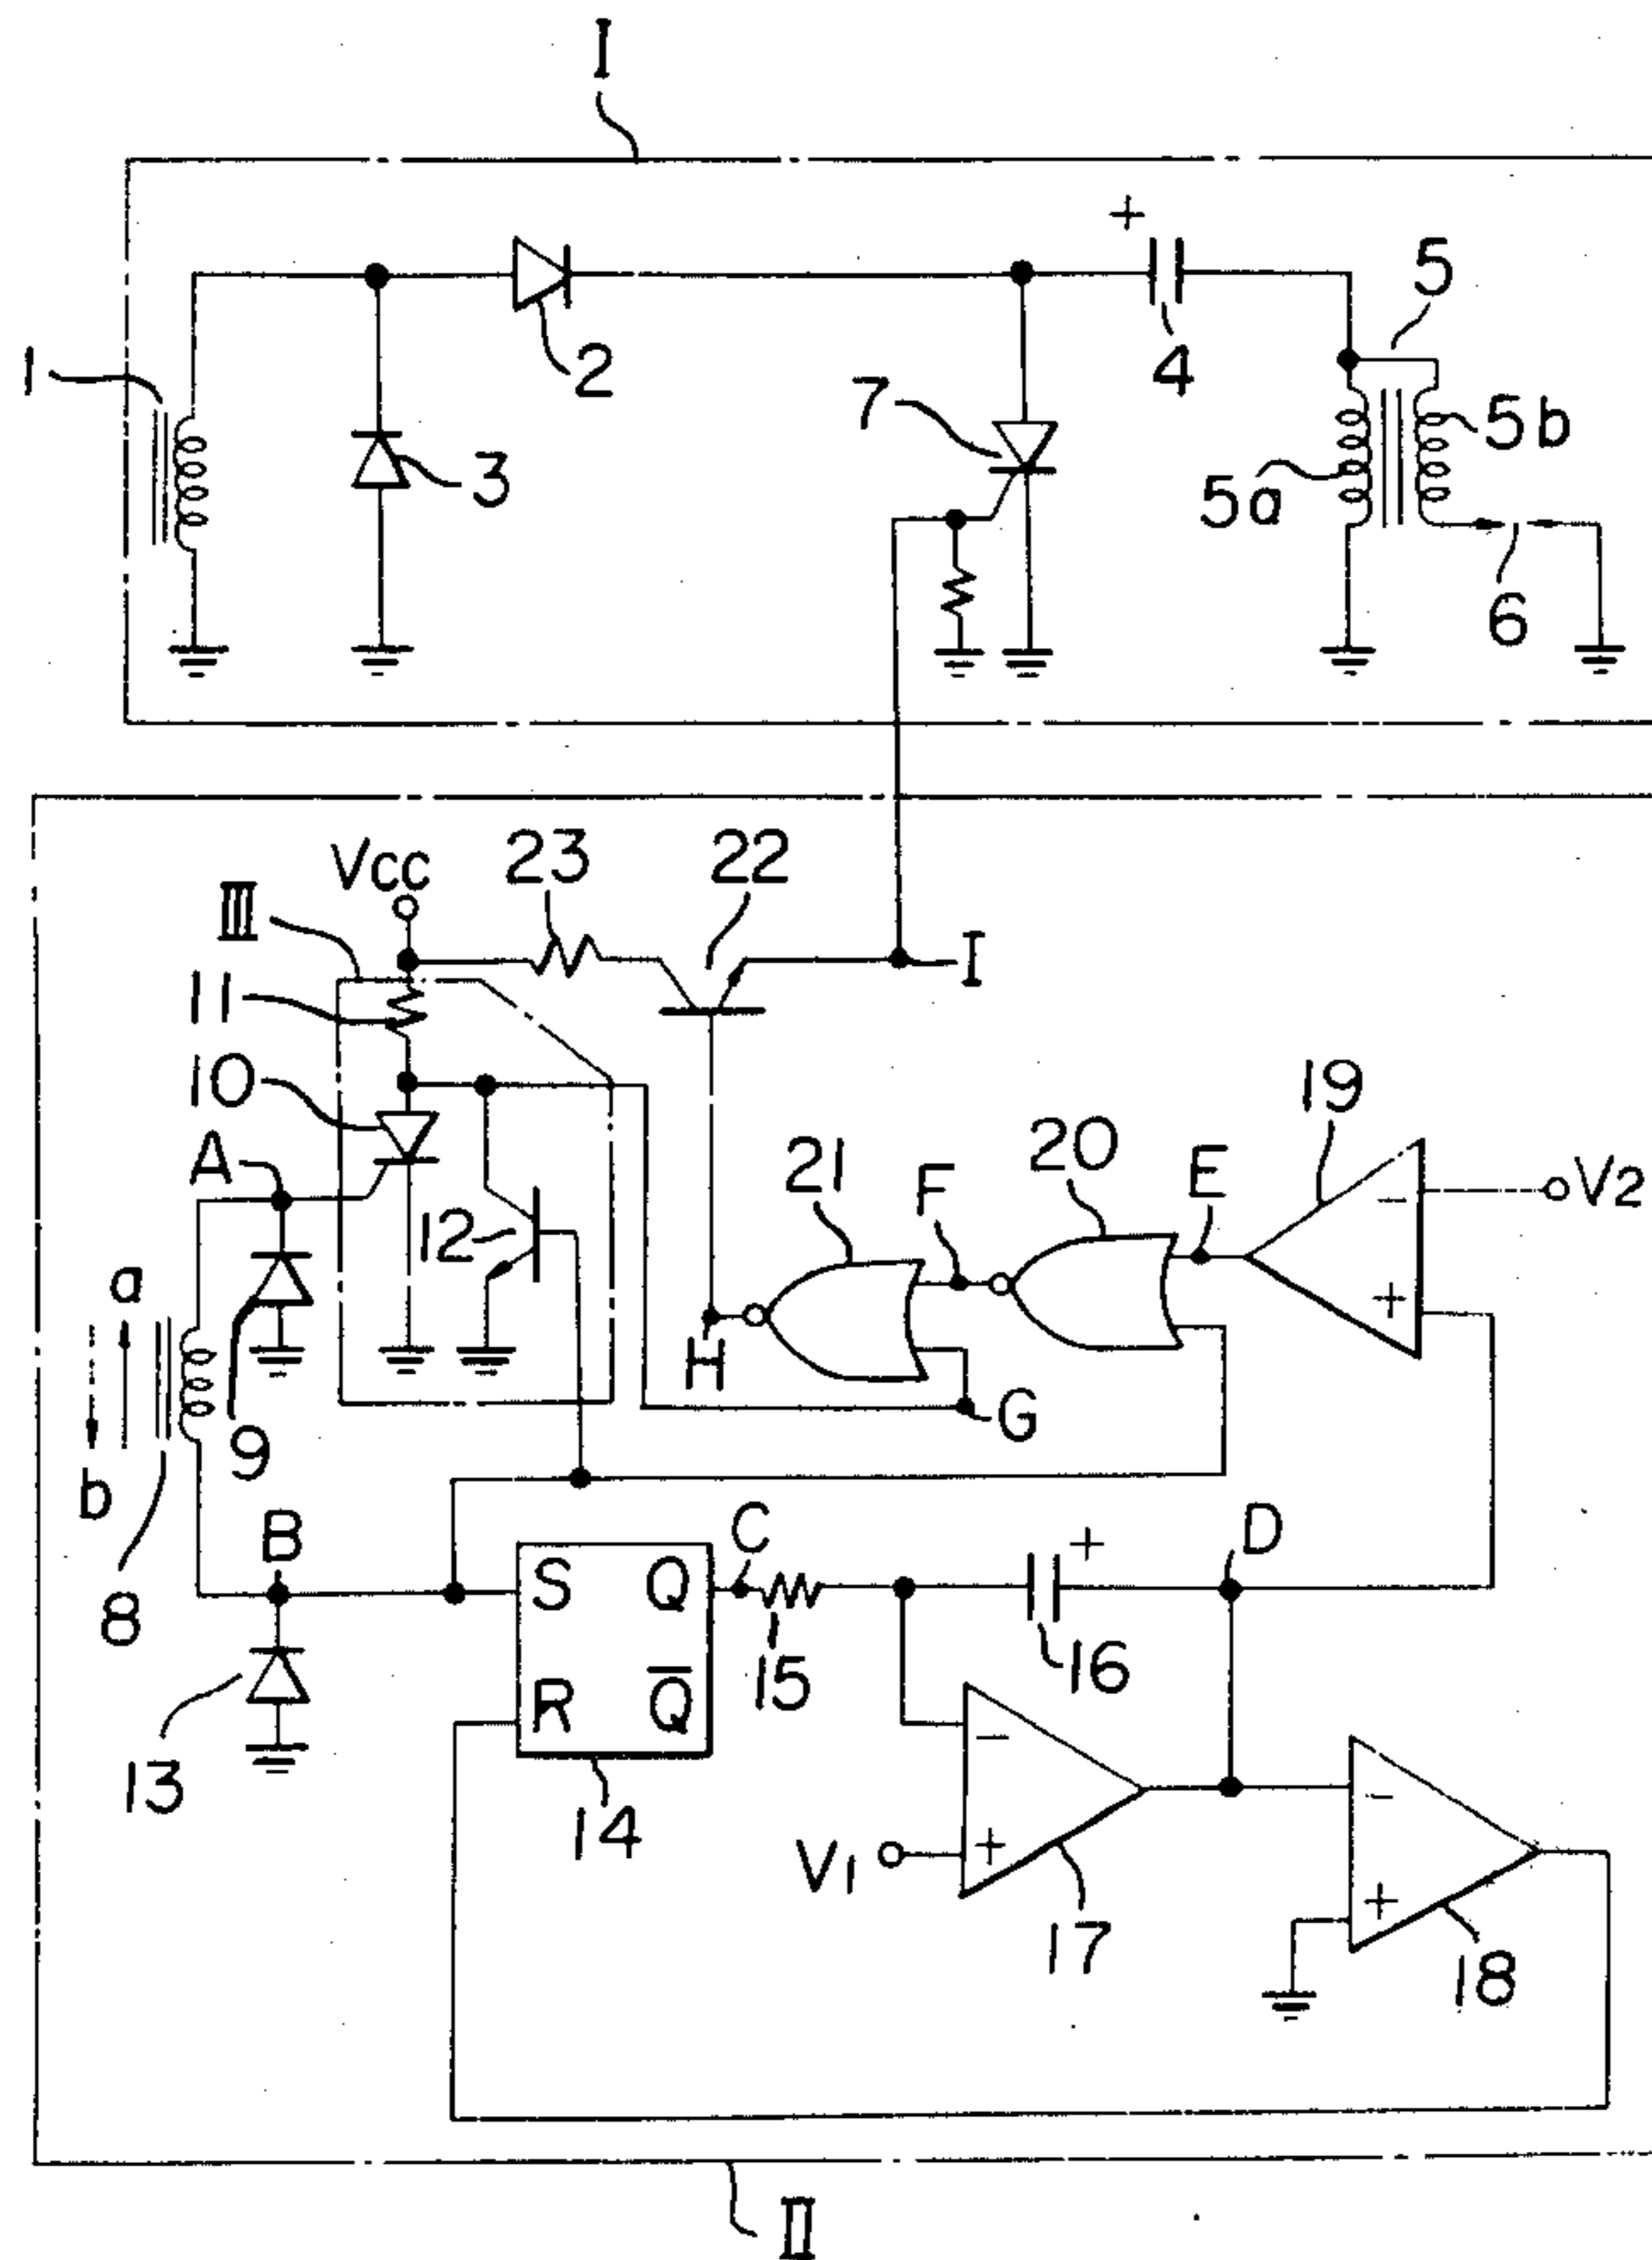 I
+
5
1
2
4
7
5b
3
5a
6
Vcc
23
22
III
I
11
10
19
A
21
F
20
E
V2
−
12
a
+
H
G
9
b
C
D
B
+
S
Q
8
15
16
R
Q̅
−
13
−
14
V1
+
+
17
18
II